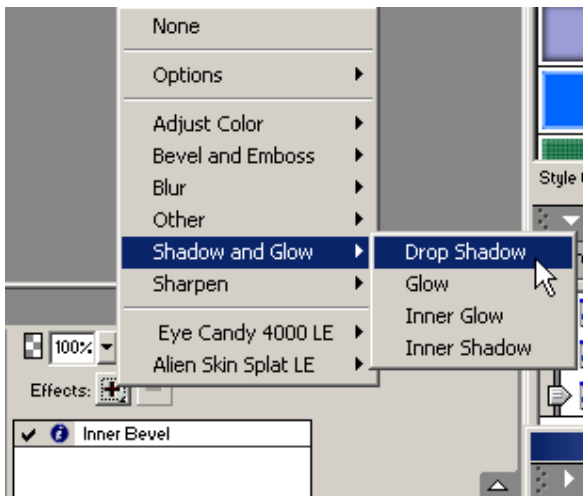 None
Options
Adjust Color
Bevel and Emboss
Blur
Other
Shadow and Glow
Sharpen
Eye Candy 4000 LE
Alien Skin Splat LE
Drop Shadow
Glow
Inner Glow
Inner Shadow
Style
100%
Effects:
Inner Bevel